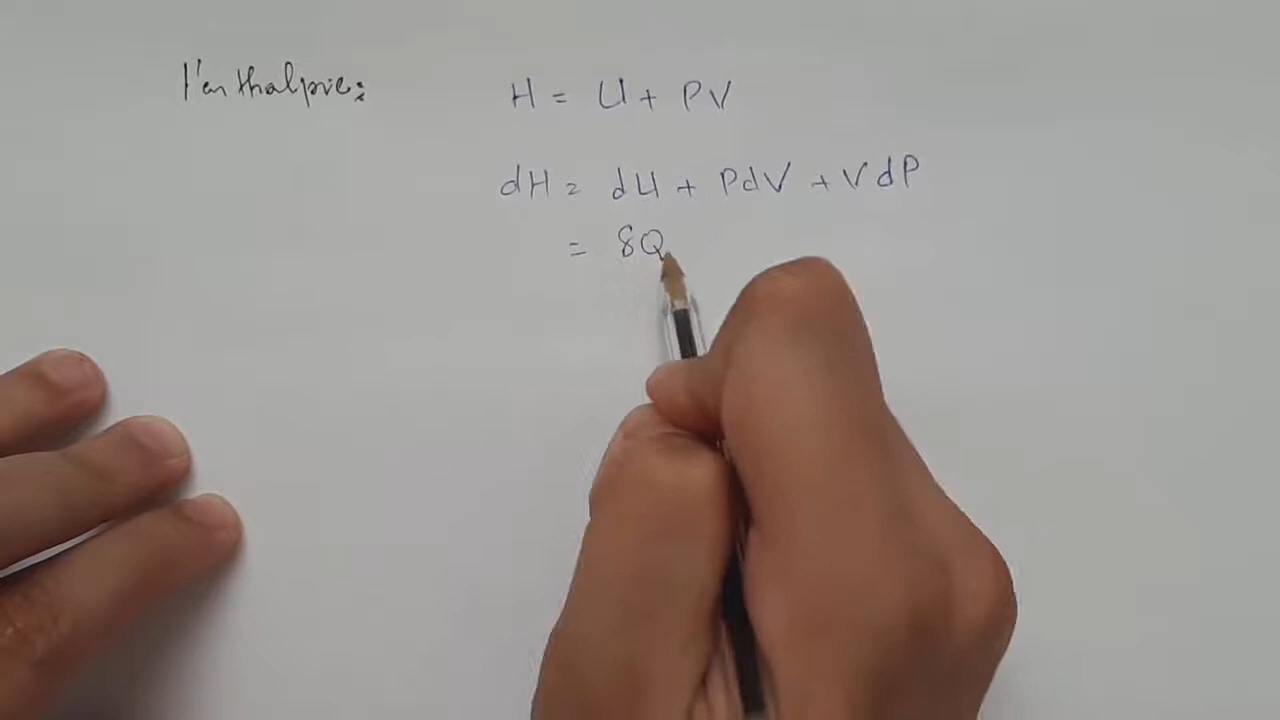 l'enthalpie:
H = U + PV
dH = dU + PdV + VdP
= δQ